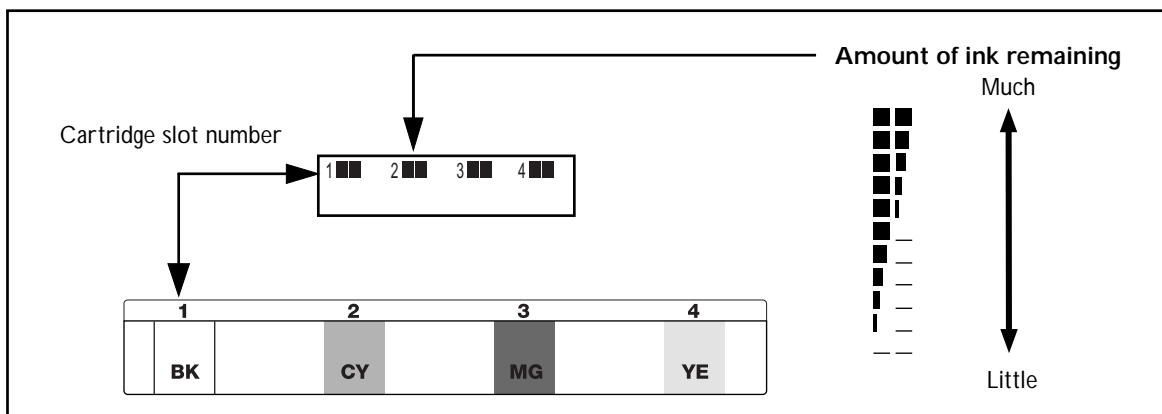 Amount of ink remaining
Much
Cartridge slot number
1 2 3 4
1 2 3 4
BK CY MG YE
Little